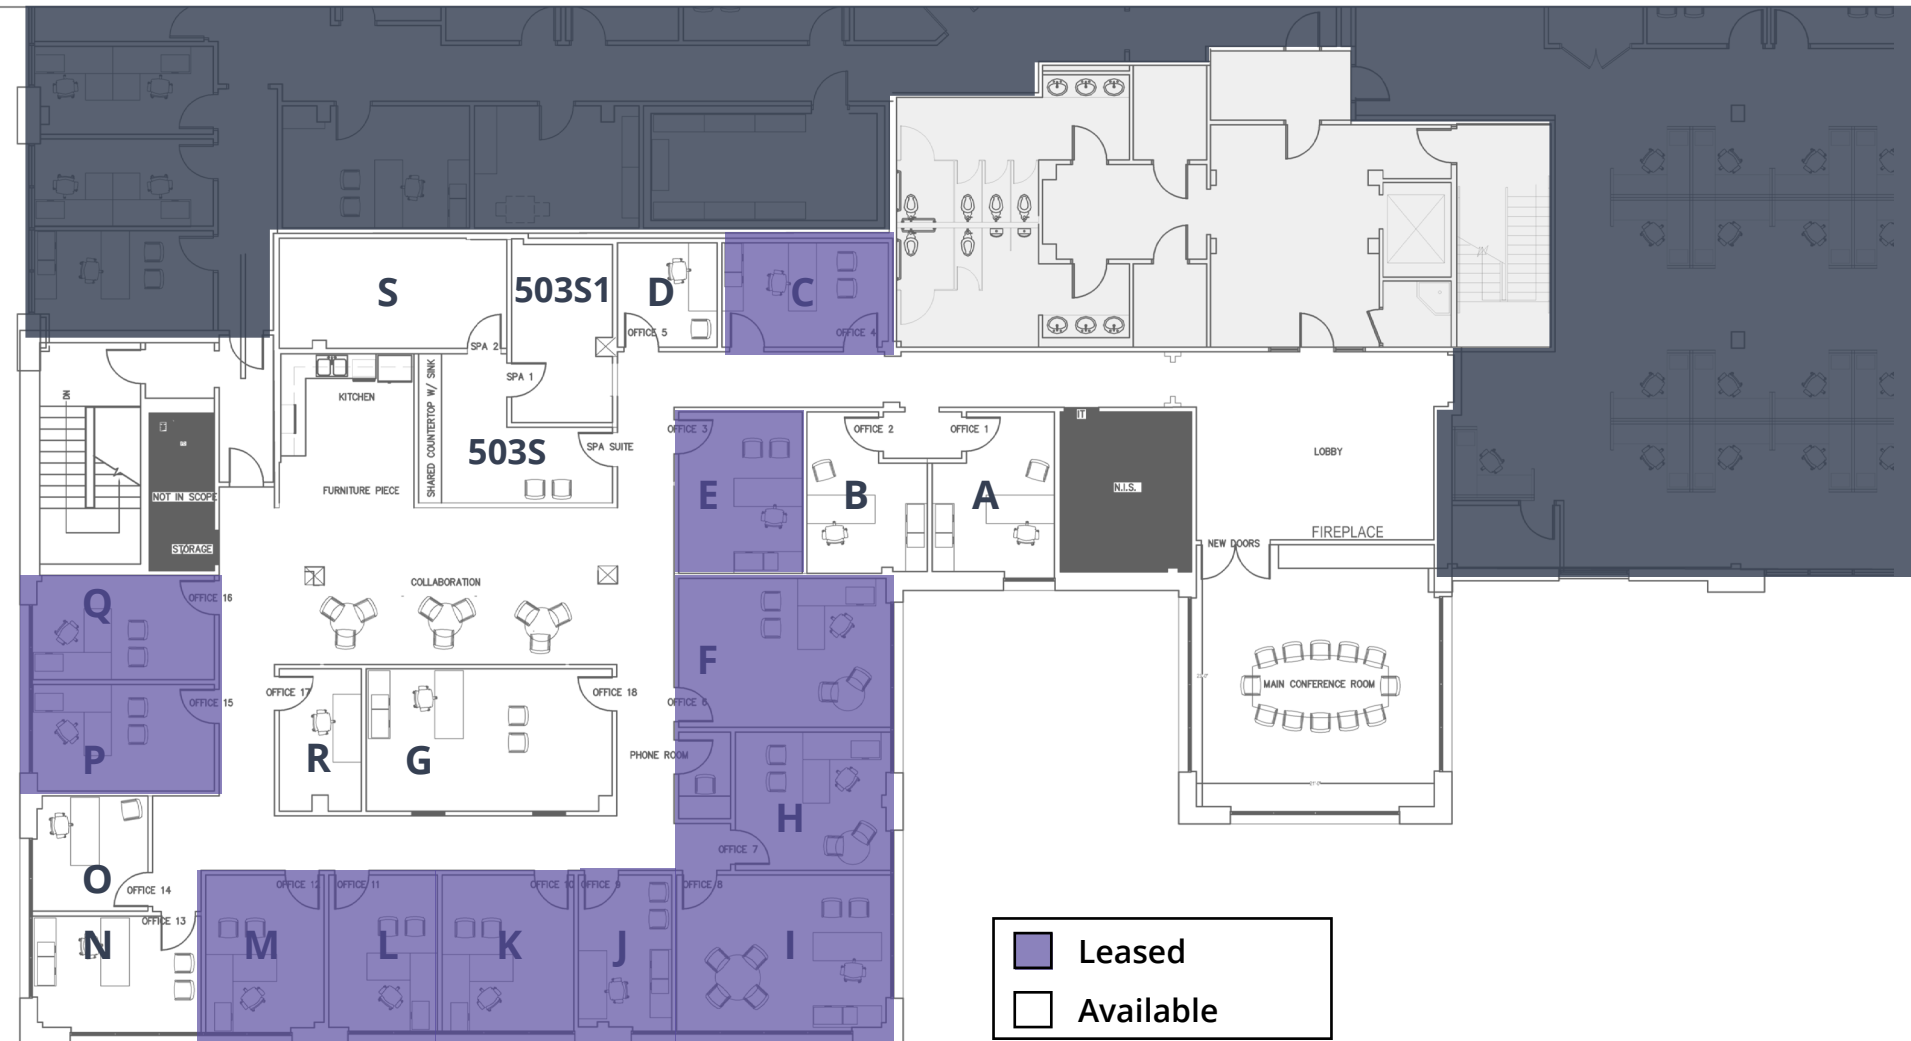 S
503S1
D
C
OFFICE 5
OFFICE 4
SPA 2
SPA 1
KITCHEN
SHARED COUNTERTOP W/ SINK
DN
503S
SPA SUITE
FURNITURE PIECE
OFFICE 3
OFFICE 2
OFFICE 1
IT
E
B
A
N.I.S.
LOBBY
FIREPLACE
NEW DOORS
NOT IN SCOPE
STORAGE
COLLABORATION
Q
OFFICE 16
F
MAIN CONFERENCE ROOM
OFFICE 17
OFFICE 18
OFFICE 6
OFFICE 15
P
R
G
PHONE ROOM
H
OFFICE 7
O
OFFICE 14
OFFICE 12
OFFICE 11
OFFICE 10
OFFICE 9
OFFICE 8
OFFICE 13
N
M
L
K
J
I
Leased
Available